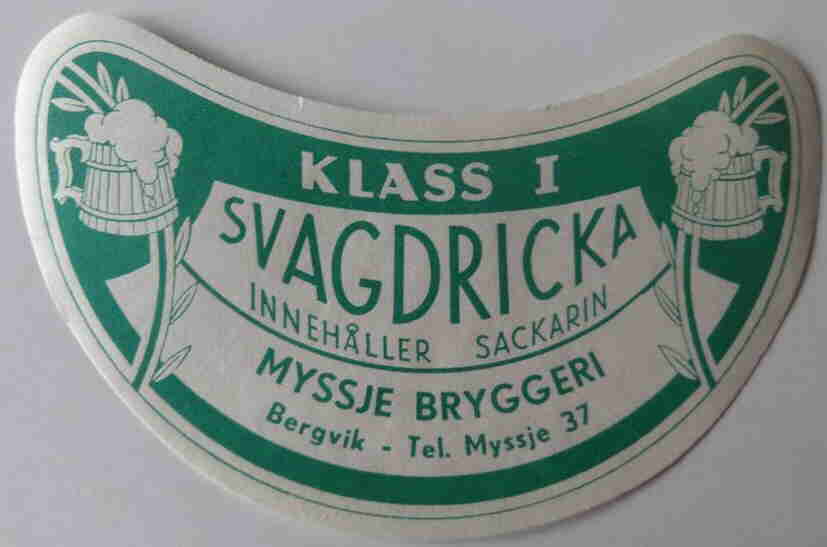 KLASS I
SVAGDRICKA
INNEHÅLLER SACKARIN
MYSSJE BRYGGERI
Bergvik - Tel. Myssje 37